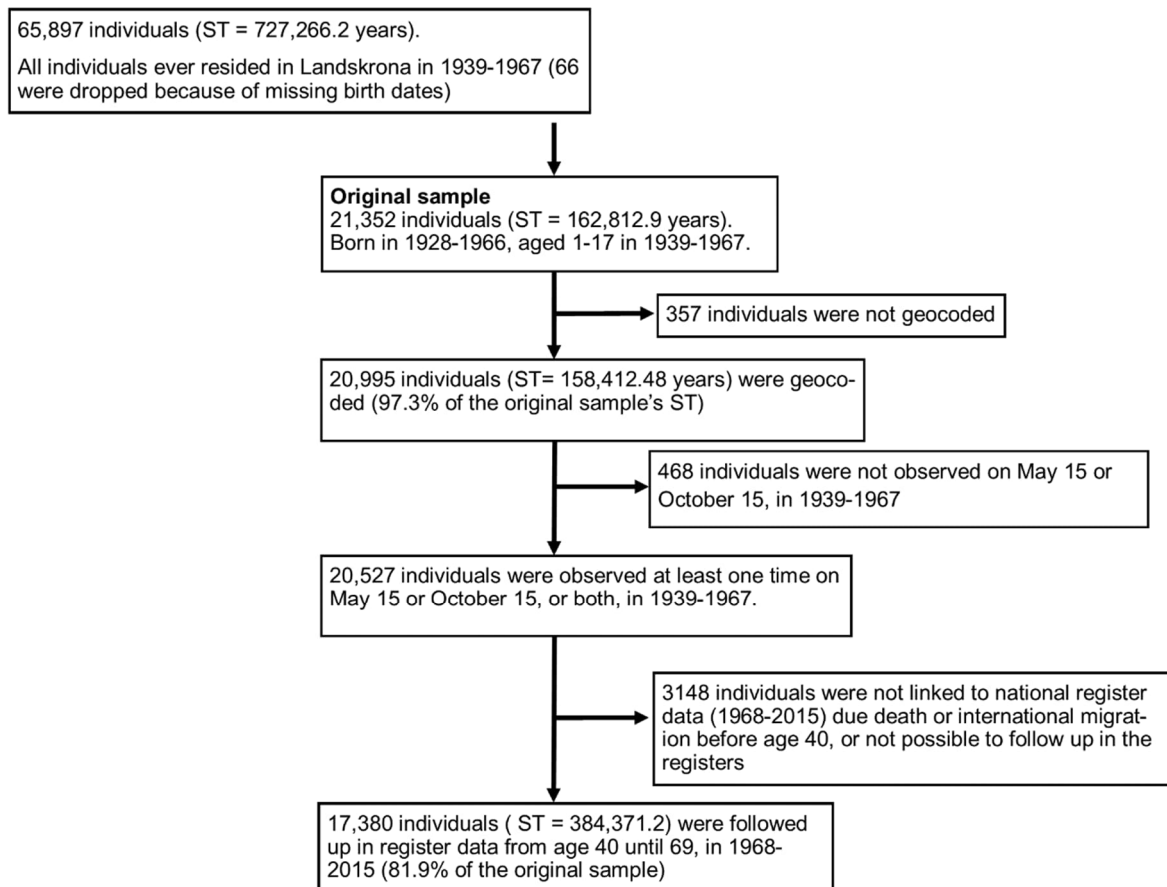 65,897 individuals (ST = 727,266.2 years).
All individuals ever resided in Landskrona in 1939-1967 (66
were dropped because of missing birth dates)
Original sample
21,352 individuals (ST = 162,812.9 years).
Born in 1928-1966, aged 1-17 in 1939-1967.
357 individuals were not geocoded
20,995 individuals (ST= 158,412.48 years) were geoco-
ded (97.3% of the original sample's ST)
468 individuals were not observed on May 15 or
October 15, in 1939-1967
20,527 individuals were observed at least one time on
May 15 or October 15, or both, in 1939-1967.
3148 individuals were not linked to national register
data (1968-2015) due death or international migrat-
ion before age 40, or not possible to follow up in the
registers
17,380 individuals ( ST = 384,371.2) were followed
up in register data from age 40 until 69, in 1968-
2015 (81.9% of the original sample)